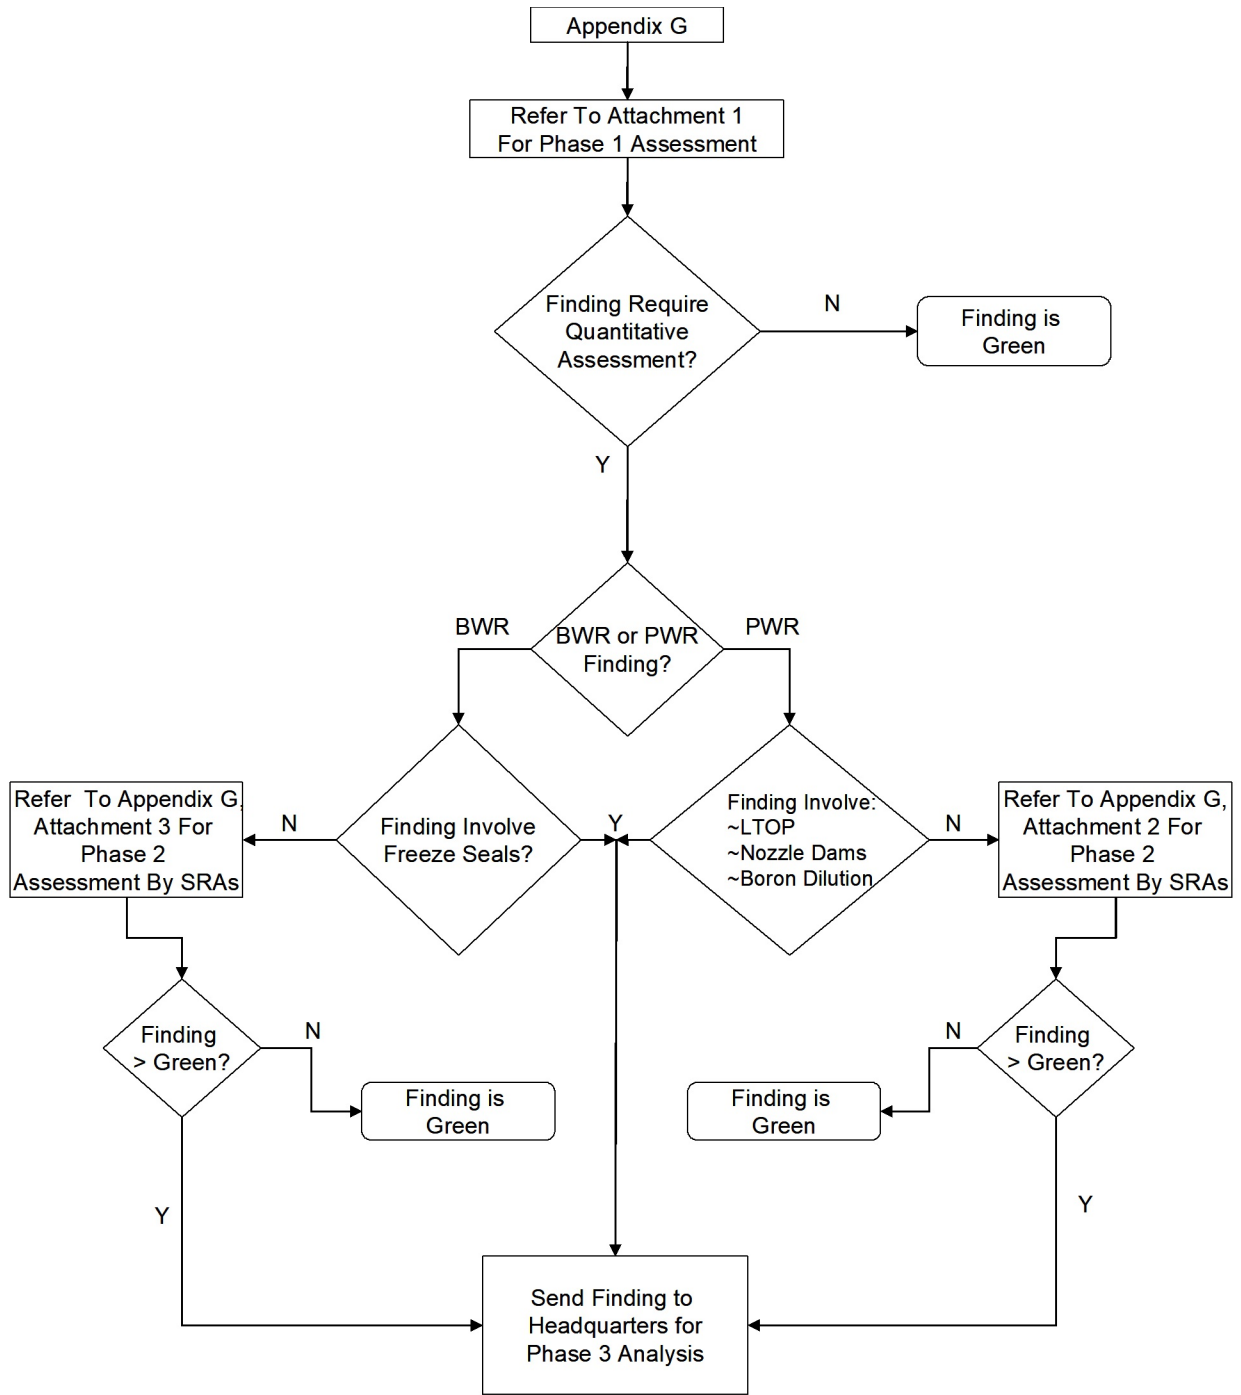 Appendix G
Refer To Attachment 1
For Phase 1 Assessment
Finding Require
Quantitative
Assessment?
N
Finding is
Green
Y
BWR
BWR or PWR
Finding?
PWR
Refer  To Appendix G,
Attachment 3 For
Phase 2
Assessment By SRAs
N
Finding Involve
Freeze Seals?
Y
Finding Involve:
~LTOP
~Nozzle Dams
~Boron Dilution
N
Refer To Appendix G,
Attachment 2 For
Phase 2
Assessment By SRAs
Finding
> Green?
N
Finding is
Green
Y
Finding
> Green?
N
Finding is
Green
Y
Send Finding to
Headquarters for
Phase 3 Analysis